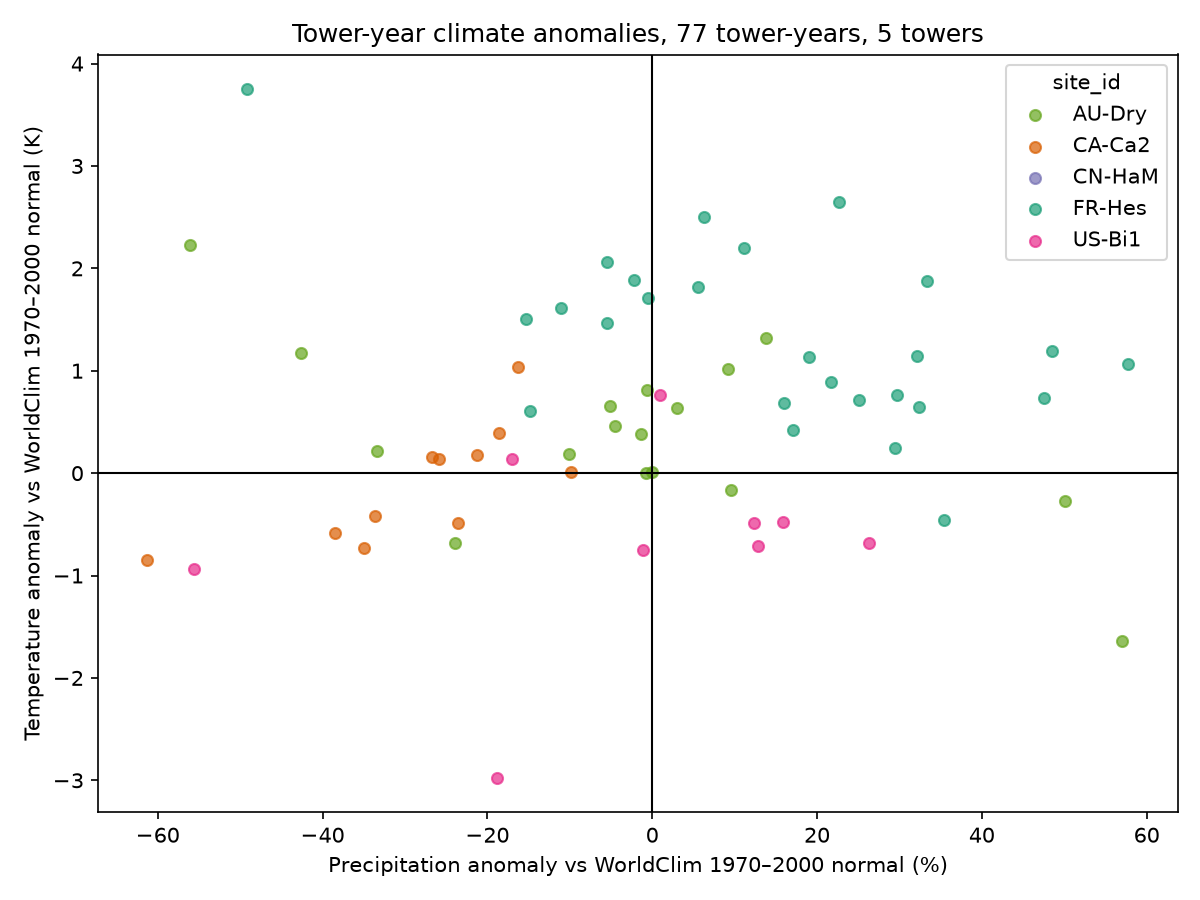 Tower-year climate anomalies, 77 tower-years, 5 towers
Temperature anomaly vs WorldClim 1970–2000 normal (K)
4
3
2
1
0
−1
−2
−3
site_id
AU-Dry
CA-Ca2
CN-HaM
FR-Hes
US-Bi1
−60
−40
−20
0
20
40
60
Precipitation anomaly vs WorldClim 1970–2000 normal (%)